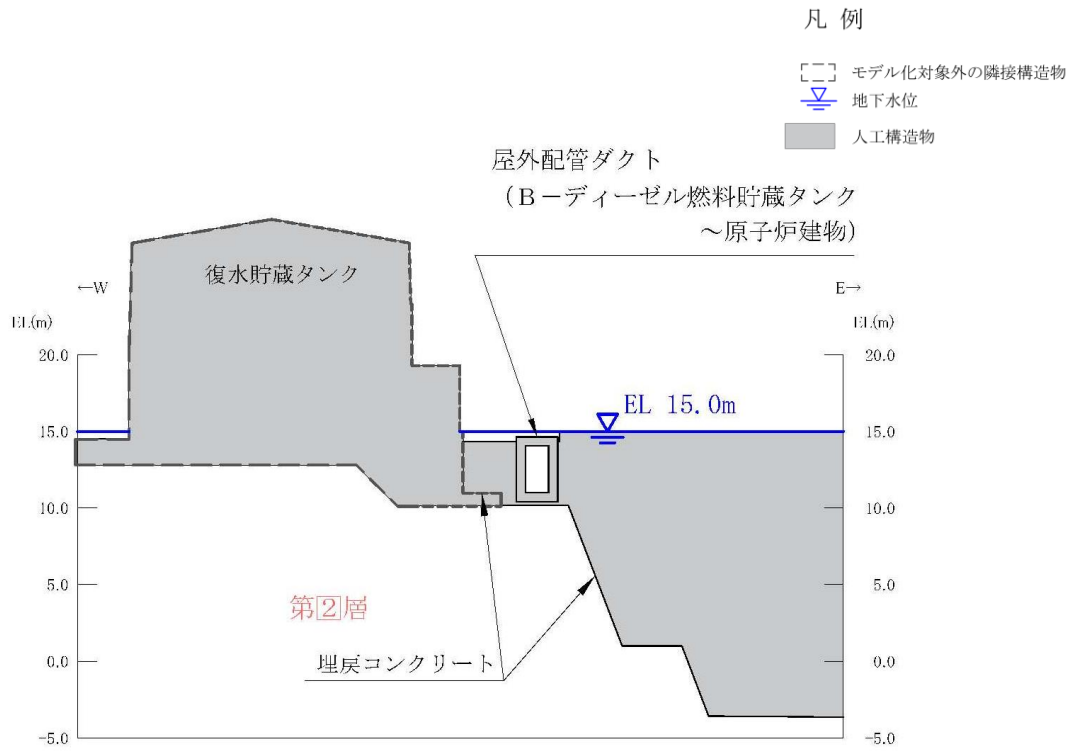 凡 例
モデル化対象外の隣接構造物
地下水位
人工構造物
屋外配管ダクト
（B－ディーゼル燃料貯蔵タンク
～原子炉建物）
復水貯蔵タンク
←W
E→
EL(m)
EL(m)
20.0
20.0
EL 15.0m
15.0
15.0
10.0
10.0
5.0
5.0
第2層
埋戻コンクリート
0.0
0.0
-5.0
-5.0